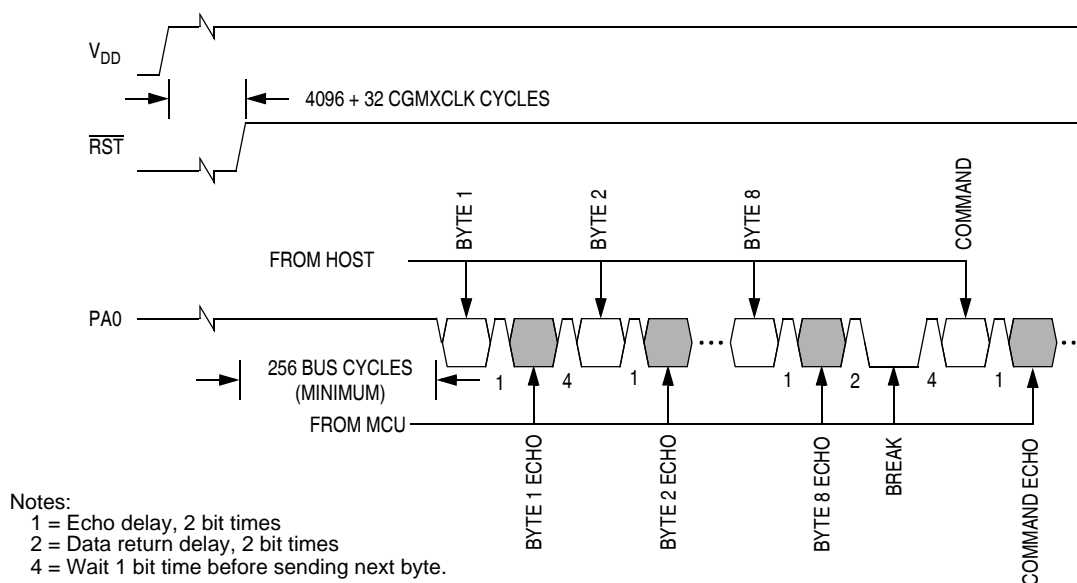 VDD
4096 + 32 CGMXCLK CYCLES
RST
BYTE 1
BYTE 2
BYTE 8
COMMAND
FROM HOST
PA0
1
4
1
1
2
4
1
256 BUS CYCLES
(MINIMUM)
FROM MCU
BYTE 1 ECHO
BYTE 2 ECHO
BYTE 8 ECHO
BREAK
COMMAND ECHO
Notes:
1 = Echo delay, 2 bit times
2 = Data return delay, 2 bit times
4 = Wait 1 bit time before sending next byte.